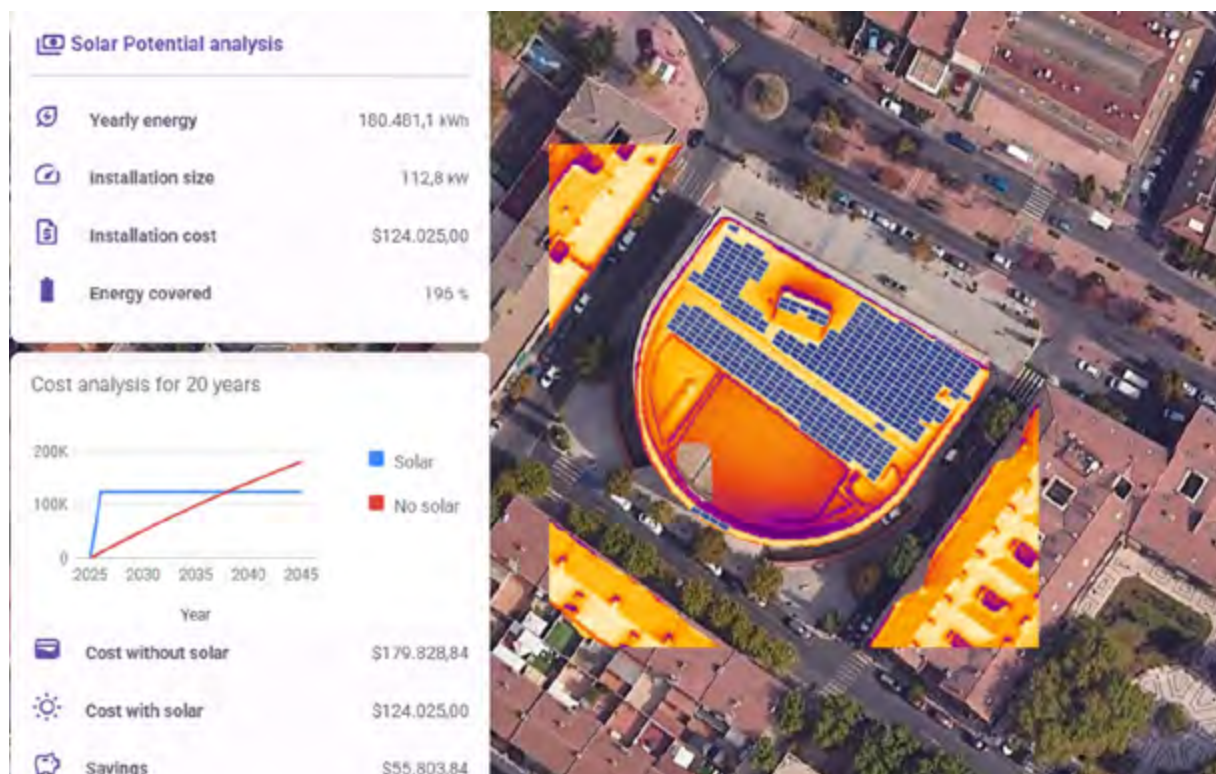 Solar Potential analysis
Yearly energy 180.481,1 kWh
Installation size 112,8 kW
Installation cost $124.025,00
Energy covered 196 %
Cost analysis for 20 years
200K
100K
0
2025 2030 2035 2040 2045
Year
Solar
No solar
Cost without solar $179.828,84
Cost with solar $124.025,00
Savings $55.803,84